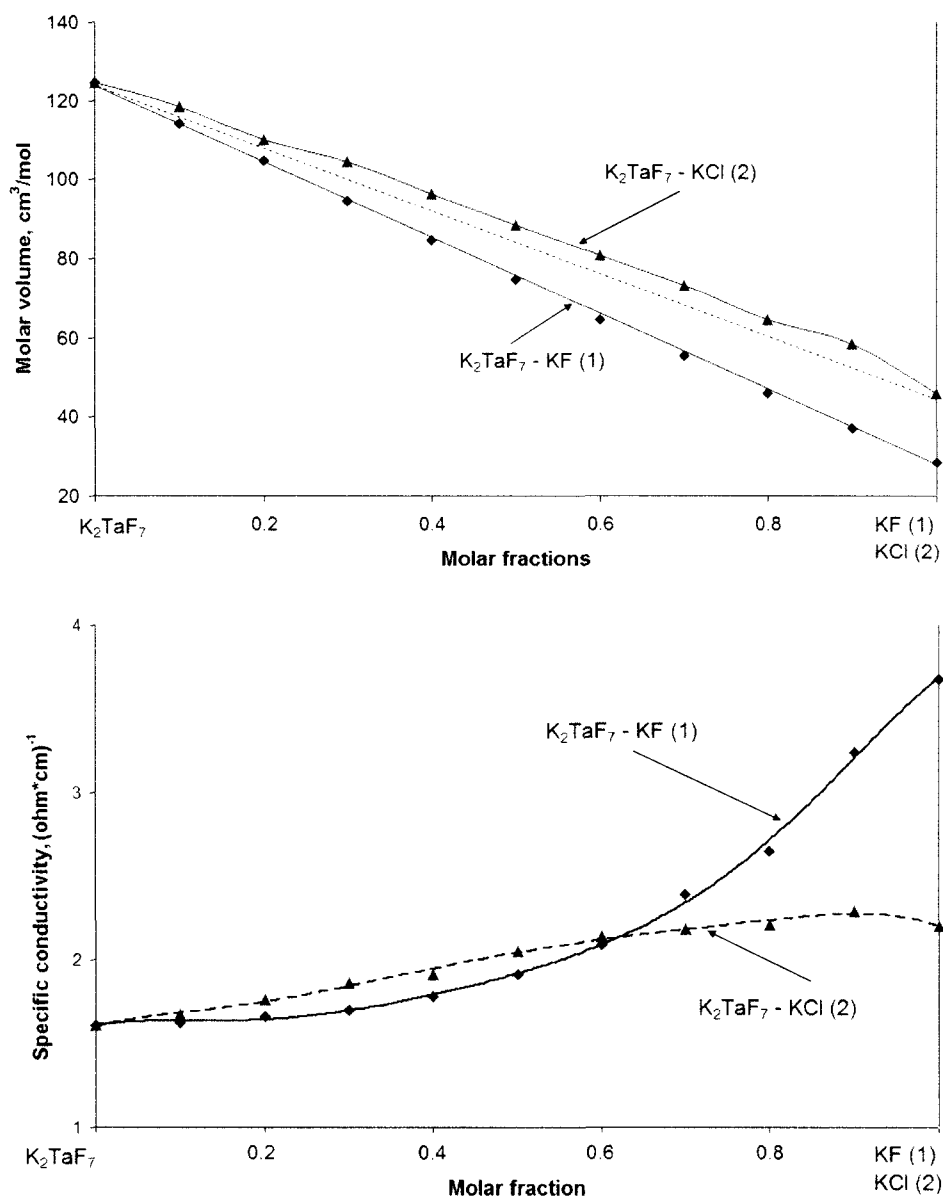 140
120
100
80
60
40
20
Molar volume, cm³/mol
K₂TaF₇ - KCl (2)
K₂TaF₇ - KF (1)
K₂TaF₇
0.2
0.4
0.6
0.8
KF (1)
KCl (2)
Molar fractions
4
3
2
1
Specific conductivity, (ohm*cm)⁻¹
K₂TaF₇ - KF (1)
K₂TaF₇ - KCl (2)
K₂TaF₇
0.2
0.4
0.6
0.8
KF (1)
KCl (2)
Molar fraction